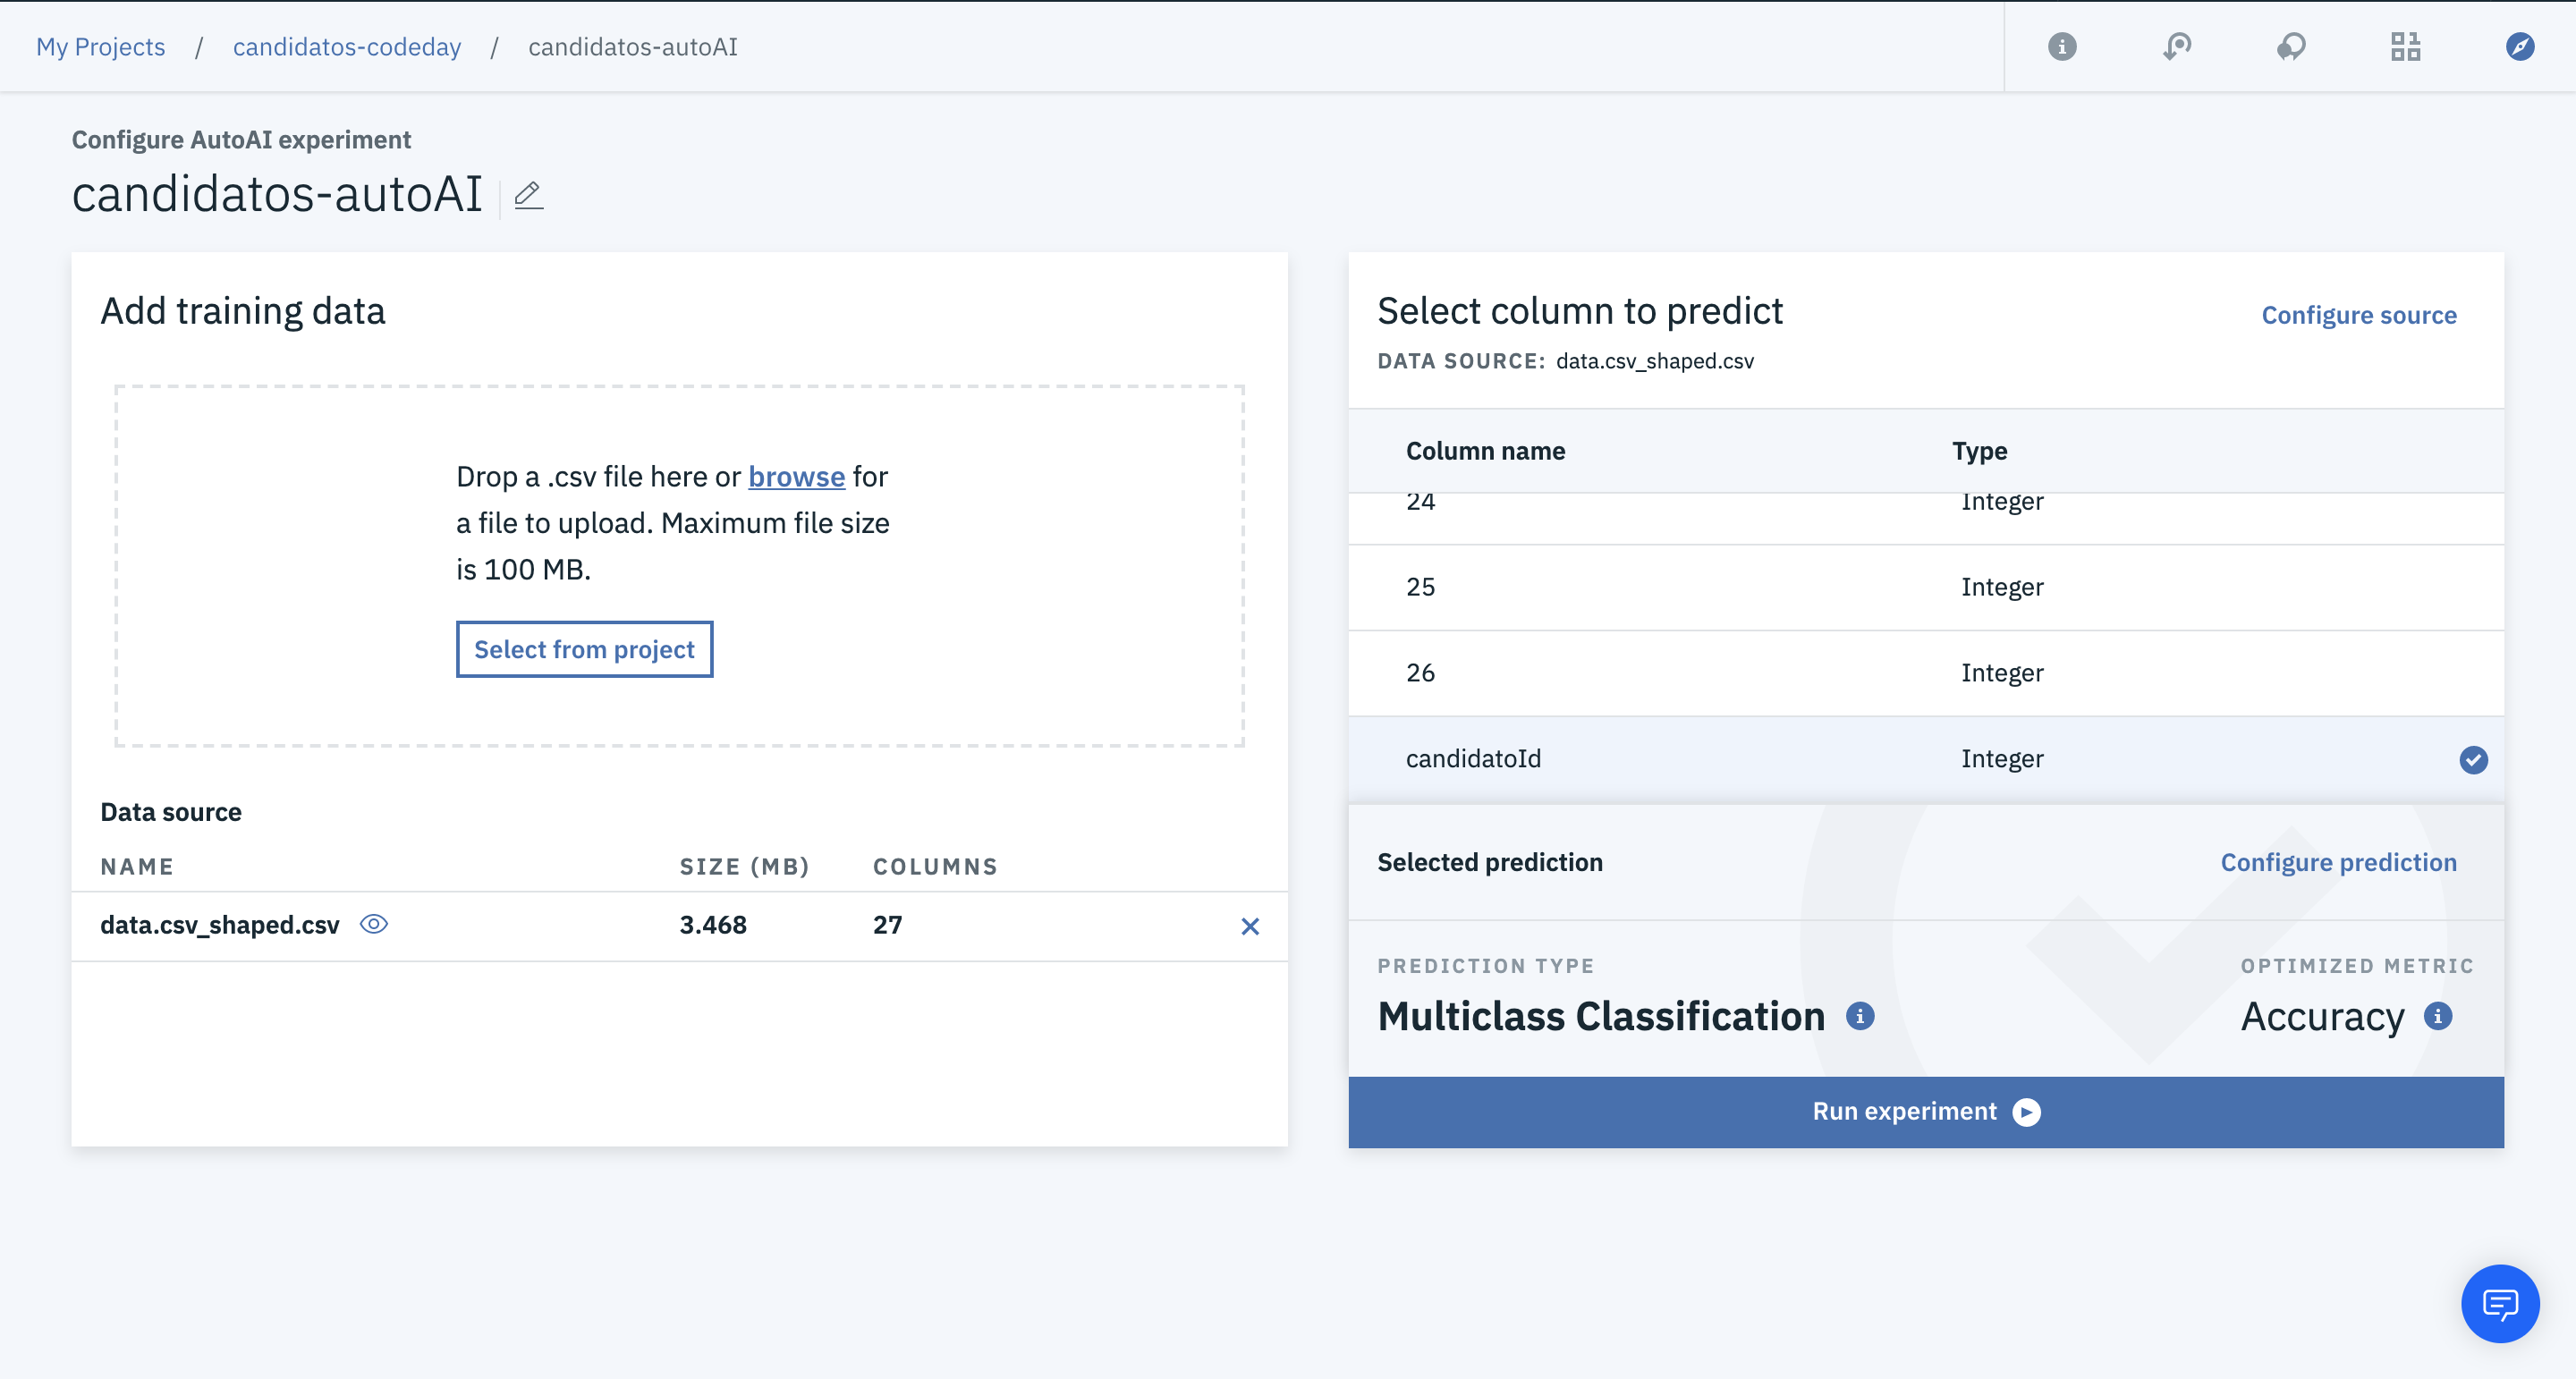 My Projects / candidatos-codeday / candidatos-autoAI
Configure AutoAI experiment
candidatos-autoAI
Add training data
Drop a .csv file here or browse for
a file to upload. Maximum file size
is 100 MB.
Select from project
Data source
NAME SIZE (MB) COLUMNS
data.csv_shaped.csv 3.468 27
Select column to predict
Configure source
DATA SOURCE: data.csv_shaped.csv
Column name Type
24 Integer
25 Integer
26 Integer
candidatoId Integer
Selected prediction
Configure prediction
PREDICTION TYPE
Multiclass Classification
OPTIMIZED METRIC
Accuracy
Run experiment